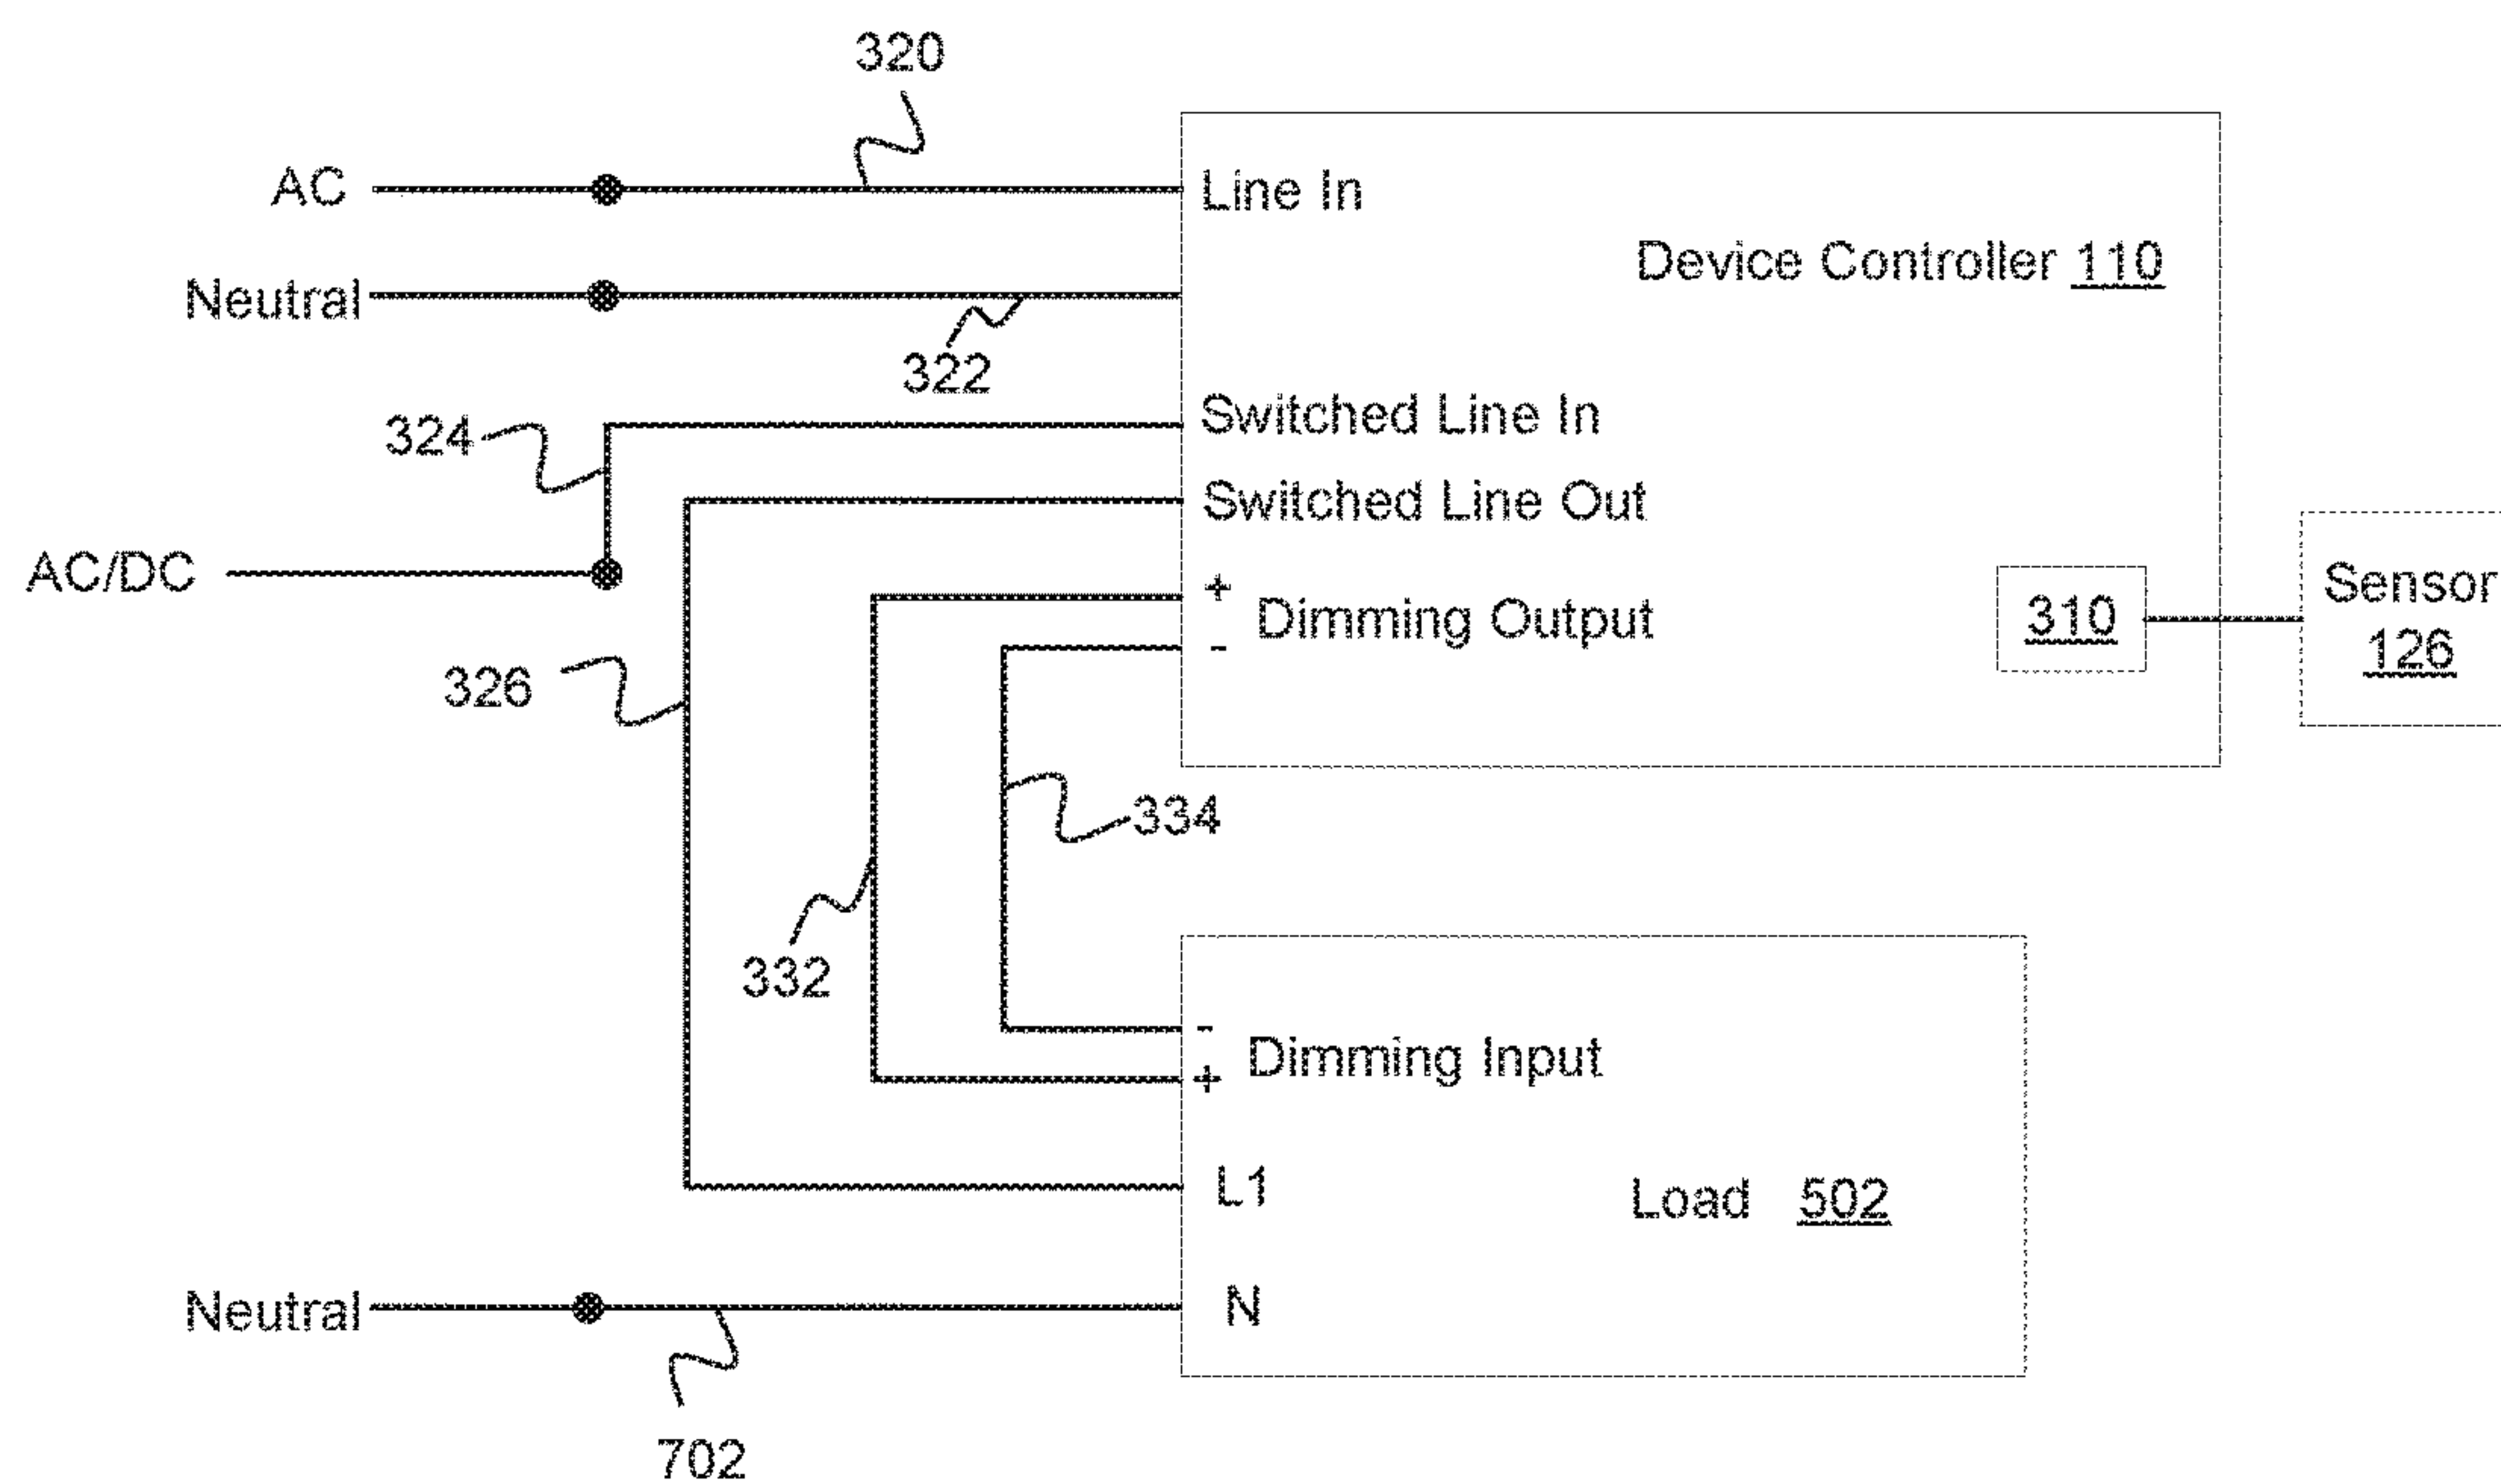 320
AC
Line In
Device Controller 110
Neutral
322
324
Switched Line In
Switched Line Out
AC/DC
+
Dimming Output
-
310
Sensor
126
326
334
332
-
Dimming Input
+
L1
Load 502
Neutral
N
702